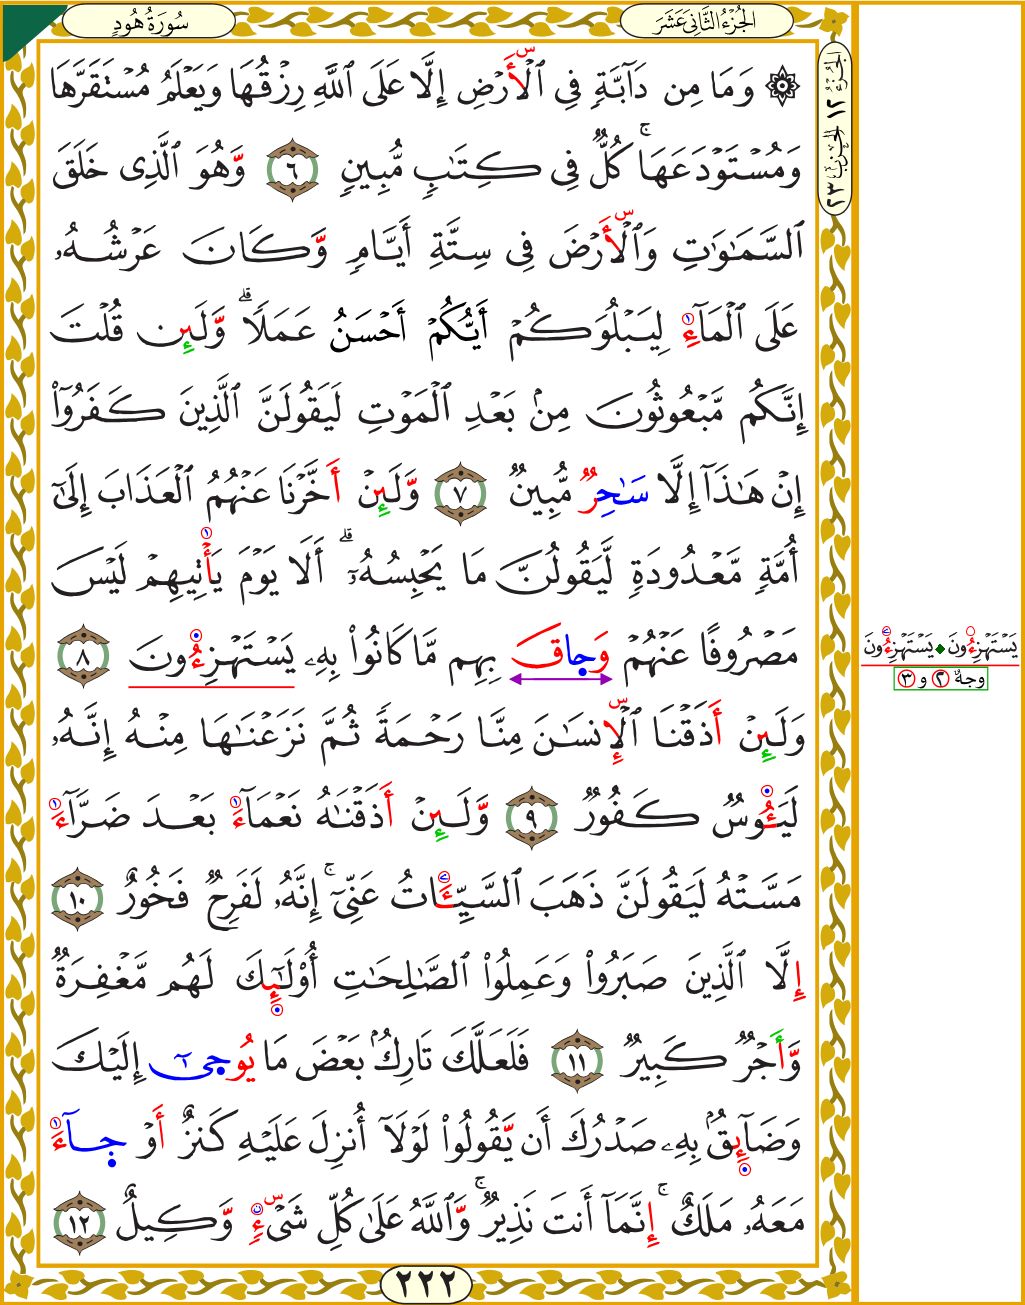 سُورَةُ هُودٍ
الجُزْءُ الثَّانِي عَشَرَ
الجُزْءُ ١٢ الحِزْبُ ٢٣
۞ وَمَا مِن دَآبَّةٖ فِي ٱلۡأَرۡضِ إِلَّا عَلَى ٱللَّهِ رِزۡقُهَا وَيَعۡلَمُ مُسۡتَقَرَّهَا
وَمُسۡتَوۡدَعَهَاۚ كُلّٞ فِي كِتَٰبٖ مُّبِينٖ ٦ وَّهُوَ ٱلَّذِي خَلَقَ
ٱلسَّمَٰوَٰتِ وَٱلۡأَرۡضَ فِي سِتَّةِ أَيَّامٖ وَّكَانَ عَرۡشُهُۥ
عَلَى ٱلۡمَآءِ لِيَبۡلُوَكُمۡ أَيُّكُمۡ أَحۡسَنُ عَمَلٗاۗ وَّلَئِن قُلۡتَ
إِنَّكُم مَّبۡعُوثُونَ مِنۢ بَعۡدِ ٱلۡمَوۡتِ لَيَقُولَنَّ ٱلَّذِينَ كَفَرُوٓاْ
إِنۡ هَٰذَآ إِلَّا سَٰحِرٞ مُّبِينٞ ٧ وَّلَئِنۡ أَخَّرۡنَا عَنۡهُمُ ٱلۡعَذَابَ إِلَىٰٓ
أُمَّةٖ مَّعۡدُودَةٖ لَّيَقُولُنَّ مَا يَحۡبِسُهُۥٓۗ أَلَا يَوۡمَ يَأۡتِيهِمۡ لَيۡسَ
مَصۡرُوفًا عَنۡهُمۡ وَحَاقَ بِهِم مَّا كَانُواْ بِهِۦ يَسۡتَهۡزِءُونَ ٨
وَلَئِنۡ أَذَقۡنَا ٱلۡإِنسَٰنَ مِنَّا رَحۡمَةٗ ثُمَّ نَزَعۡنَٰهَا مِنۡهُ إِنَّهُۥ
لَيَـُٔوسٞ كَفُورٞ ٩ وَّلَئِنۡ أَذَقۡنَٰهُ نَعۡمَآءَ بَعۡدَ ضَرَّآءَ
مَسَّتۡهُ لَيَقُولَنَّ ذَهَبَ ٱلسَّيِّـَٔاتُ عَنِّيٓۚ إِنَّهُۥ لَفَرِحٞ فَخُورٌ ١٠
إِلَّا ٱلَّذِينَ صَبَرُواْ وَعَمِلُواْ ٱلصَّٰلِحَٰتِ أُوْلَٰٓئِكَ لَهُم مَّغۡفِرَةٞ
وَّأَجۡرٞ كَبِيرٞ ١١ فَلَعَلَّكَ تَارِكُۢ بَعۡضَ مَا يُوحَىٰٓ إِلَيۡكَ
وَضَآئِقُۢ بِهِۦ صَدۡرُكَ أَن يَّقُولُواْ لَوۡلَآ أُنزِلَ عَلَيۡهِ كَنزٌ أَوۡ جَآءَ
مَعَهُۥ مَلَكٌۚ إِنَّمَآ أَنتَ نَذِيرٞۚ وَّٱللَّهُ عَلَىٰ كُلِّ شَيۡءٖ وَّكِيلٌ ١٢
٢٢٢
يَسۡتَهۡزِءُونَ ◆ يَسۡتَهۡزِءُونَ
وجهٌ ٢ و ٣